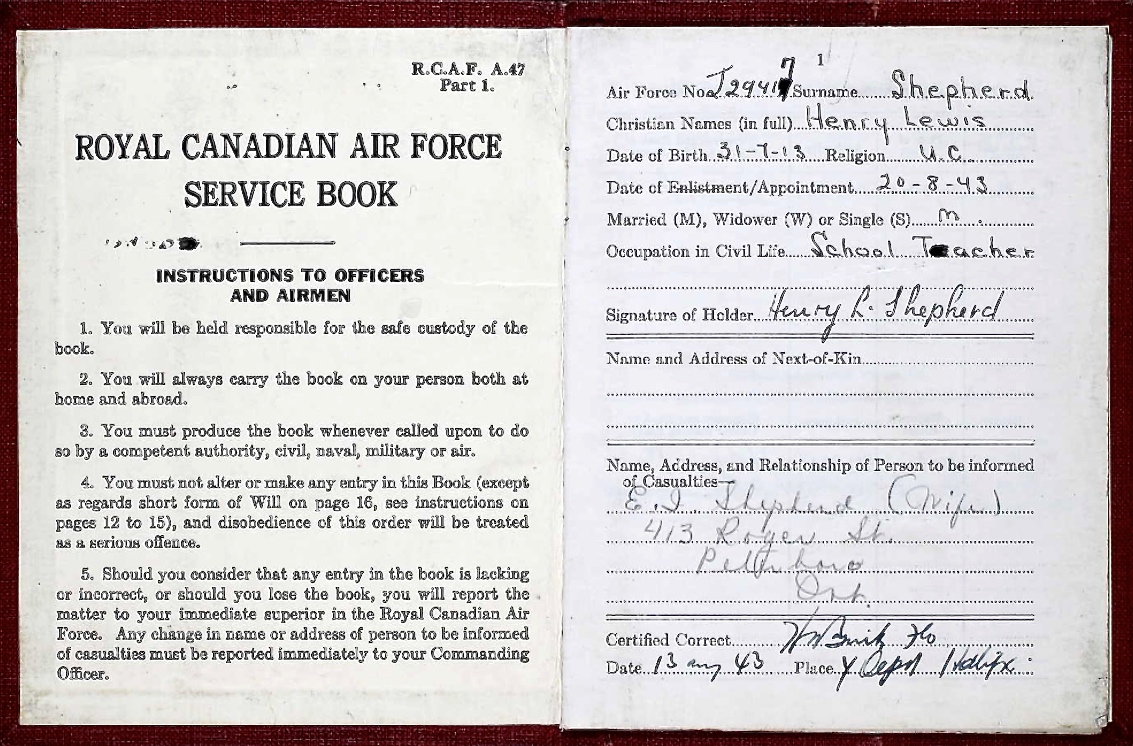 R.C.A.F. A.47
Part 1.
ROYAL CANADIAN AIR FORCE
SERVICE BOOK
INSTRUCTIONS TO OFFICERS
AND AIRMEN
1. You will be held responsible for the safe custody of the
book.
2. You will always carry the book on your person both at
home and abroad.
3. You must produce the book whenever called upon to do
so by a competent authority, civil, naval, military or air.
4. You must not alter or make any entry in this Book (except
as regards short form of Will on page 16, see instructions on
pages 12 to 15), and disobedience of this order will be treated
as a serious offence.
5. Should you consider that any entry in the book is lacking
or incorrect, or should you lose the book, you will report the
matter to your immediate superior in the Royal Canadian Air
Force. Any change in name or address of person to be informed
of casualties must be reported immediately to your Commanding
Officer.
1
Air Force No. J29417 Surname Shepherd
Christian Names (in full) Henry Lewis
Date of Birth 31-7-13 Religion U.C.
Date of Enlistment/Appointment 20-8-43
Married (M), Widower (W) or Single (S) M.
Occupation in Civil Life School Teacher
Signature of Holder Henry L. Shepherd
Name and Address of Next-of-Kin
Name, Address, and Relationship of Person to be informed
of Casualties—
E.I. Shepherd (Wife)
413 Roger St.
Peterboro
Ont.
Certified Correct F/O
Date 13 43 Place Y Depot Halifax